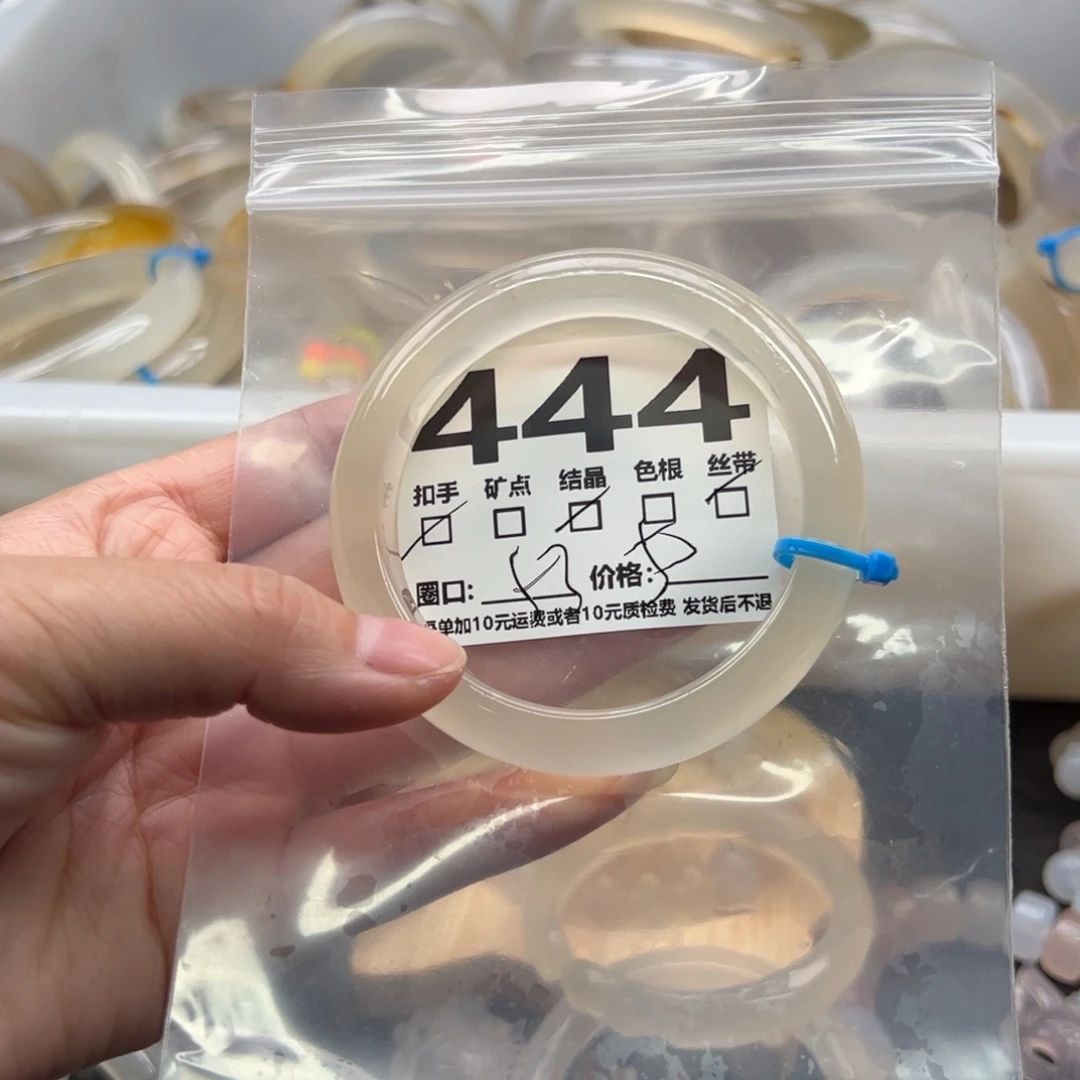 444
扣手 矿点 结晶 色根 丝带
圈口: 价格:
单加10元运费或者10元质检费 发货后不退